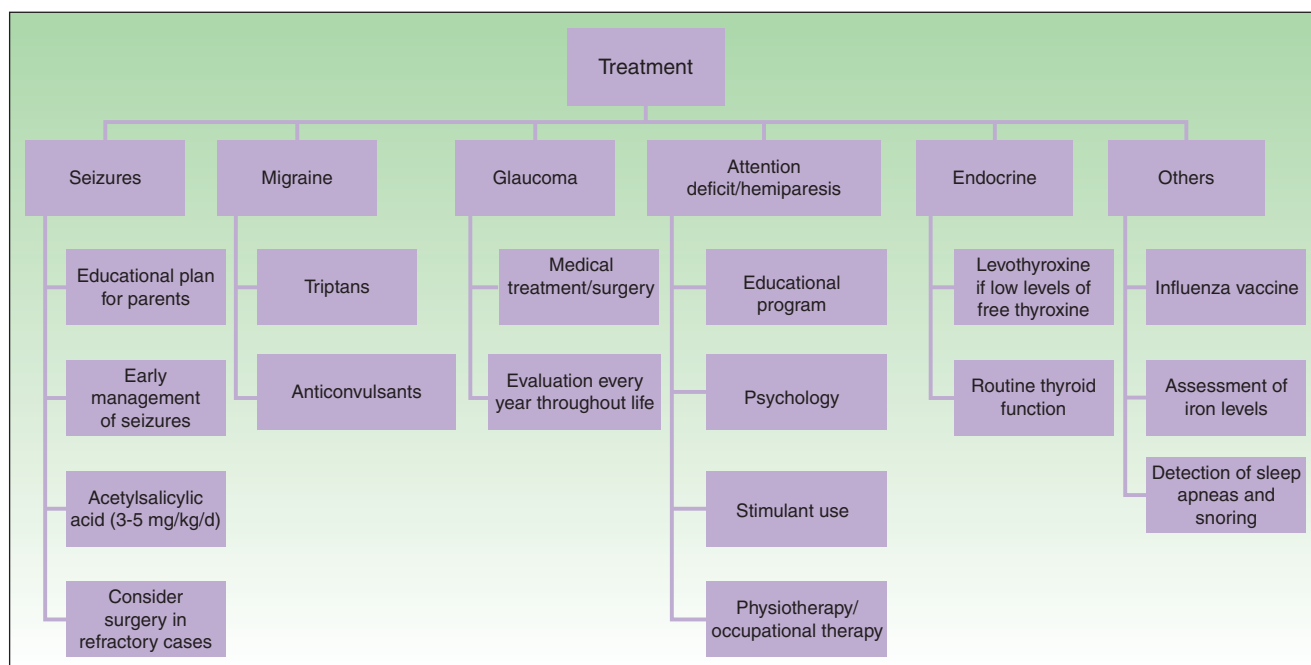 Treatment
Seizures
Educational plan
for parents
Early
management
of seizures
Acetylsalicylic
acid (3-5 mg/kg/d)
Consider
surgery in
refractory cases
Migraine
Triptans
Anticonvulsants
Glaucoma
Medical
treatment/surgery
Evaluation every
year throughout life
Attention
deficit/hemiparesis
Educational
program
Psychology
Stimulant use
Physiotherapy/
occupational therapy
Endocrine
Levothyroxine
if low levels of
free thyroxine
Routine thyroid
function
Others
Influenza vaccine
Assessment of
iron levels
Detection of sleep
apneas and
snoring